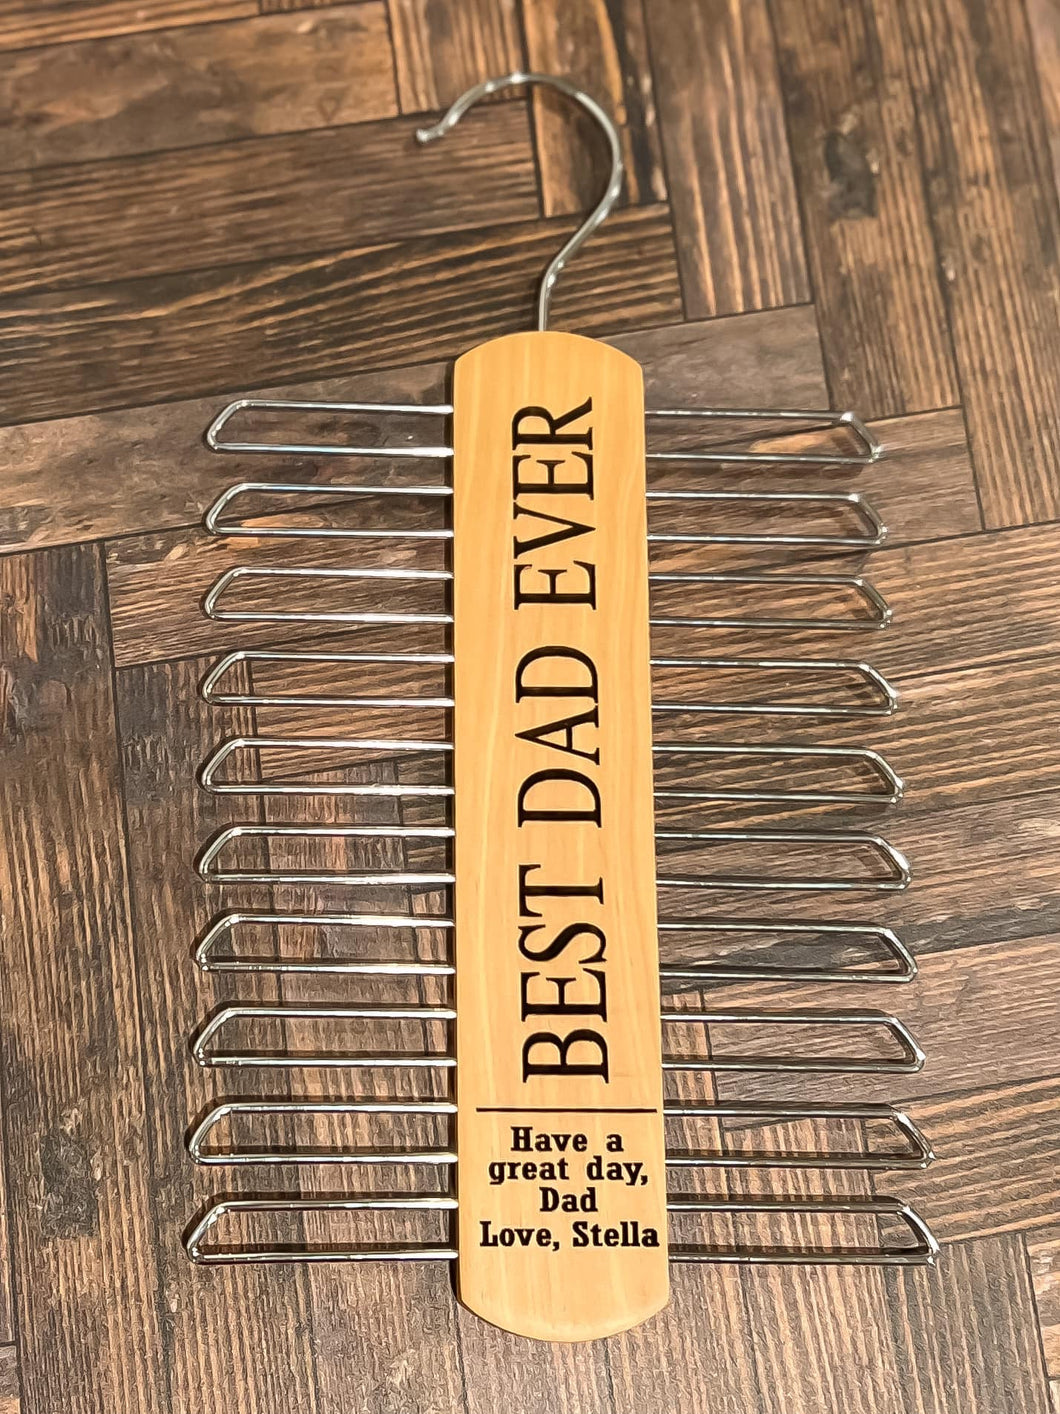 BEST DAD EVER
Have a
great day,
Dad
Love, Stella